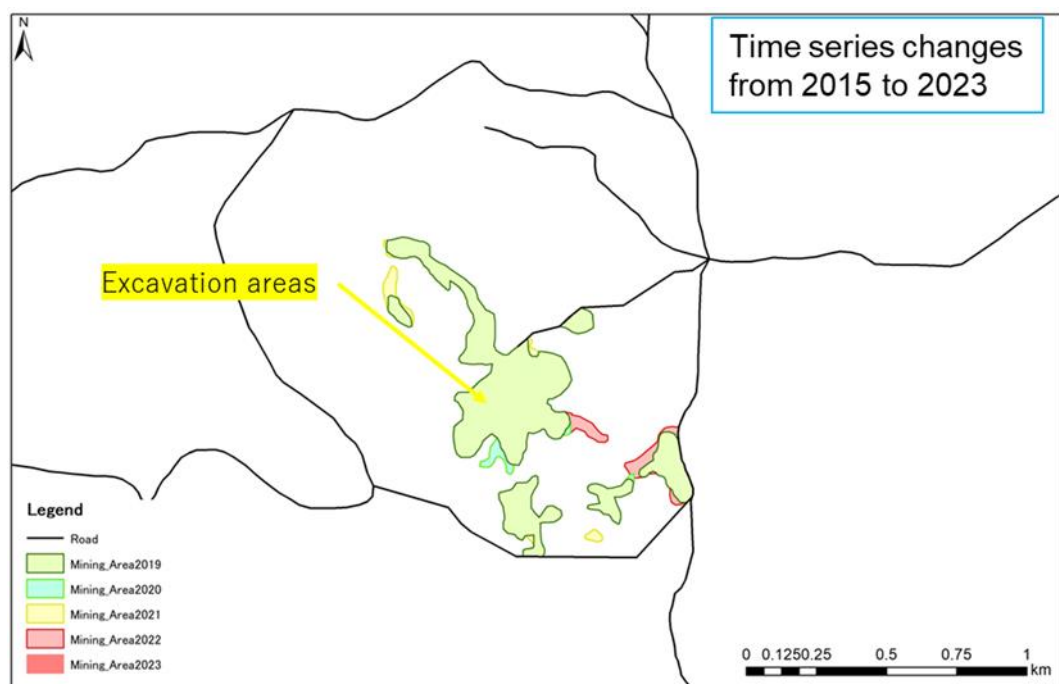 N
Time series changes
from 2015 to 2023
Excavation areas
Legend
Road
Mining_Area2019
Mining_Area2020
Mining_Area2021
Mining_Area2022
Mining_Area2023
0 0.1250.25 0.5 0.75 1
km